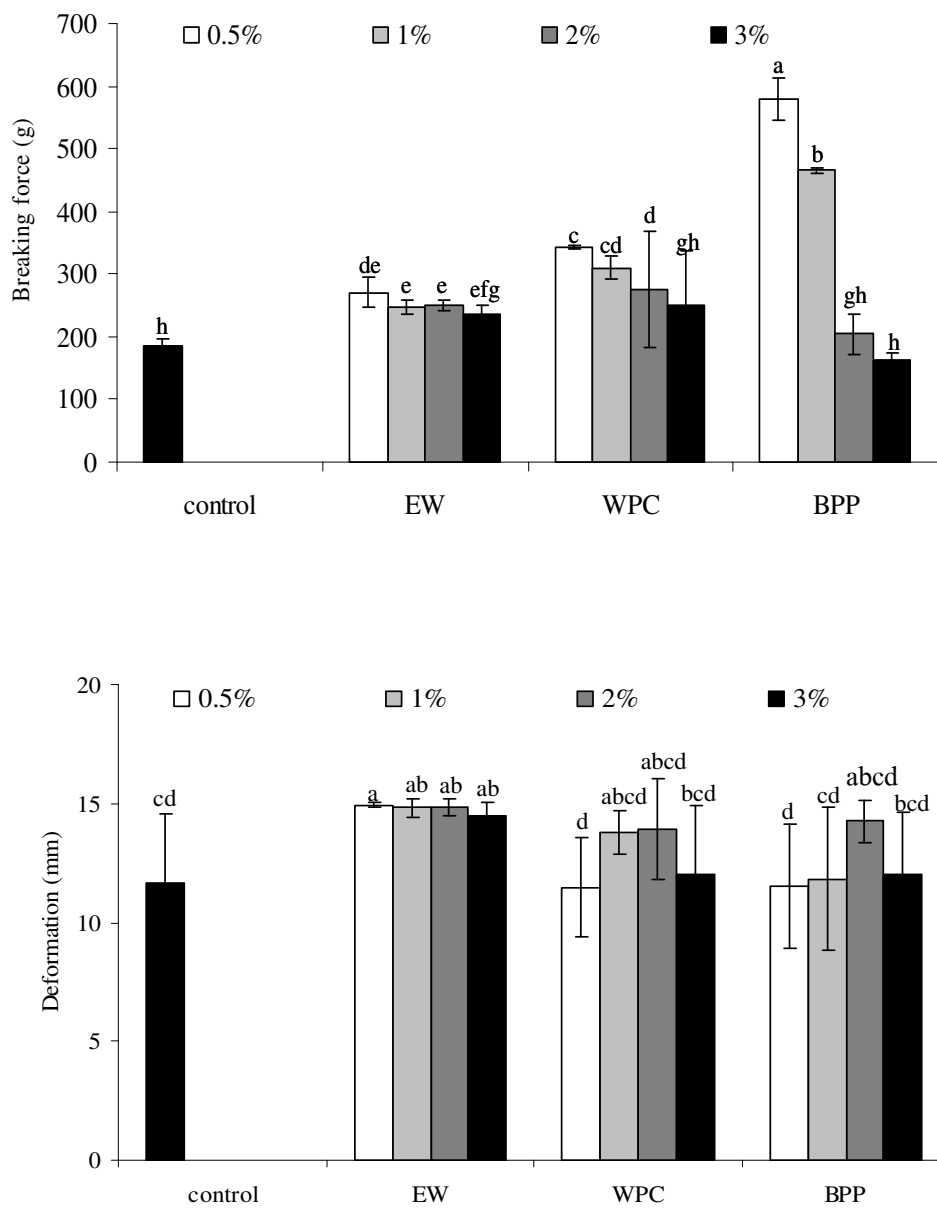 700
600
500
400
300
200
100
0
Breaking force (g)
0.5% 1% 2% 3%
h
de e e efg
c cd d gh
a b gh h
control EW WPC BPP
20
15
10
5
0
Deformation (mm)
0.5% 1% 2% 3%
cd
a ab ab ab
d abcd abcd bcd
d cd abcd bcd
control EW WPC BPP